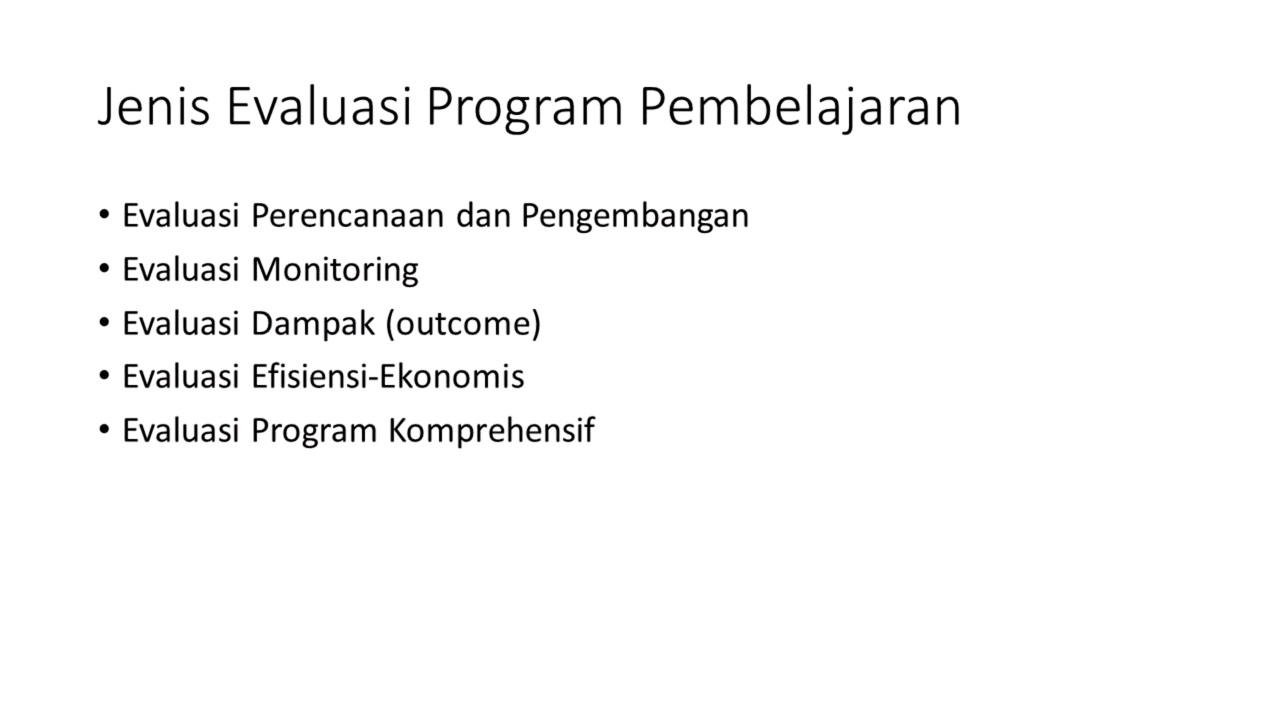 Jenis Evaluasi Program Pembelajaran
• Evaluasi Perencanaan dan Pengembangan
• Evaluasi Monitoring
• Evaluasi Dampak (outcome)
• Evaluasi Efisiensi-Ekonomis
• Evaluasi Program Komprehensif